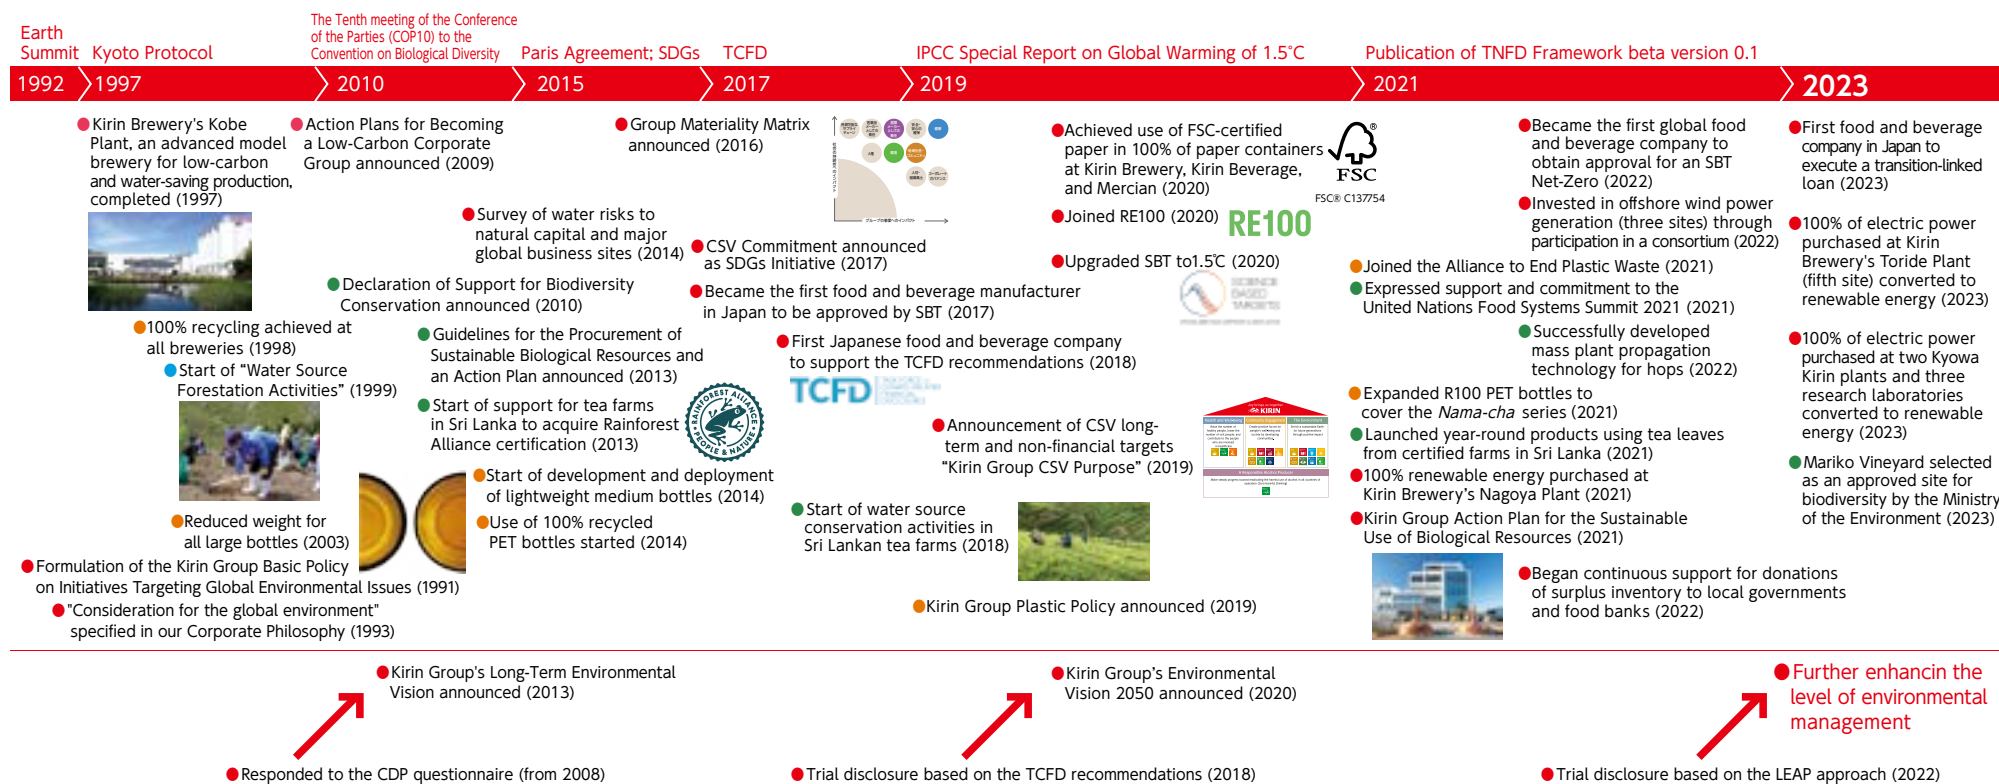 Earth
Summit
Kyoto Protocol
The Tenth meeting of the Conference
of the Parties (COP10) to the
Convention on Biological Diversity
Paris Agreement; SDGs
TCFD
IPCC Special Report on Global Warming of 1.5°C
Publication of TNFD Framework beta version 0.1
1992
1997
2010
2015
2017
2019
2021
2023
Kirin Brewery's Kobe
Plant, an advanced model
brewery for low-carbon
and water-saving production,
completed (1997)
100% recycling achieved at
all breweries (1998)
Start of “Water Source
Forestation Activities” (1999)
Reduced weight for
all large bottles (2003)
Formulation of the Kirin Group Basic Policy
on Initiatives Targeting Global Environmental Issues (1991)
"Consideration for the global environment"
specified in our Corporate Philosophy (1993)
Action Plans for Becoming
a Low-Carbon Corporate
Group announced (2009)
Survey of water risks to
natural capital and major
global business sites (2014)
Declaration of Support for Biodiversity
Conservation announced (2010)
Guidelines for the Procurement of
Sustainable Biological Resources and
an Action Plan announced (2013)
Start of support for tea farms
in Sri Lanka to acquire Rainforest
Alliance certification (2013)
RAINFOREST ALLIANCE
PEOPLE & NATURE
Start of development and deployment
of lightweight medium bottles (2014)
Use of 100% recycled
PET bottles started (2014)
Group Materiality Matrix
announced (2016)
CSV Commitment announced
as SDGs Initiative (2017)
Became the first food and beverage manufacturer
in Japan to be approved by SBT (2017)
First Japanese food and beverage company
to support the TCFD recommendations (2018)
TCFD
Announcement of CSV long-
term and non-financial targets
“Kirin Group CSV Purpose” (2019)
KIRIN
Start of water source
conservation activities in
Sri Lankan tea farms (2018)
Kirin Group Plastic Policy announced (2019)
Achieved use of FSC-certified
paper in 100% of paper containers
at Kirin Brewery, Kirin Beverage,
and Mercian (2020)
®
FSC
FSC® C137754
Joined RE100 (2020)
RE100
Upgraded SBT to1.5℃ (2020)
SCIENCE
BASED
TARGETS
Became the first global food
and beverage company to
obtain approval for an SBT
Net-Zero (2022)
Invested in offshore wind power
generation (three sites) through
participation in a consortium (2022)
Joined the Alliance to End Plastic Waste (2021)
Expressed support and commitment to the
United Nations Food Systems Summit 2021 (2021)
Successfully developed
mass plant propagation
technology for hops (2022)
Expanded R100 PET bottles to
cover the Nama-cha series (2021)
Launched year-round products using tea leaves
from certified farms in Sri Lanka (2021)
100% renewable energy purchased at
Kirin Brewery’s Nagoya Plant (2021)
Kirin Group Action Plan for the Sustainable
Use of Biological Resources (2021)
Began continuous support for donations
of surplus inventory to local governments
and food banks (2022)
First food and beverage
company in Japan to
execute a transition-linked
loan (2023)
100% of electric power
purchased at Kirin
Brewery's Toride Plant
(fifth site) converted to
renewable energy (2023)
100% of electric power
purchased at two Kyowa
Kirin plants and three
research laboratories
converted to renewable
energy (2023)
Mariko Vineyard selected
as an approved site for
biodiversity by the Ministry
of the Environment (2023)
Kirin Group's Long-Term Environmental
Vision announced (2013)
Responded to the CDP questionnaire (from 2008)
Kirin Group’s Environmental
Vision 2050 announced (2020)
Trial disclosure based on the TCFD recommendations (2018)
Further enhancin the
level of environmental
management
Trial disclosure based on the LEAP approach (2022)